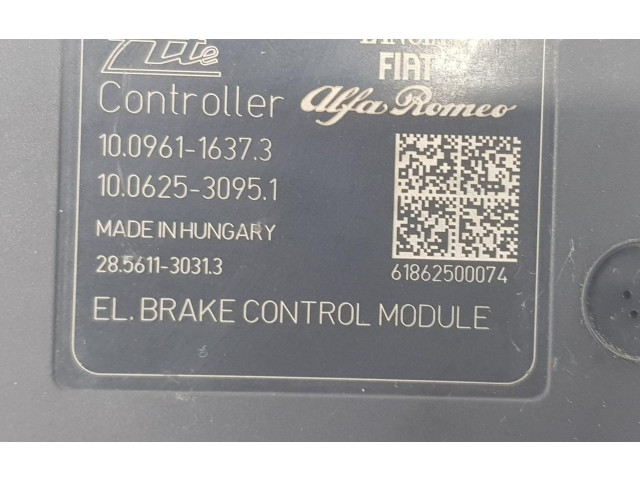 Ate
FIAT
Controller Alfa Romeo
10.0961-1637.3
10.0625-3095.1
MADE IN HUNGARY
28.5611-3031.3
61862500074
EL. BRAKE CONTROL MODULE